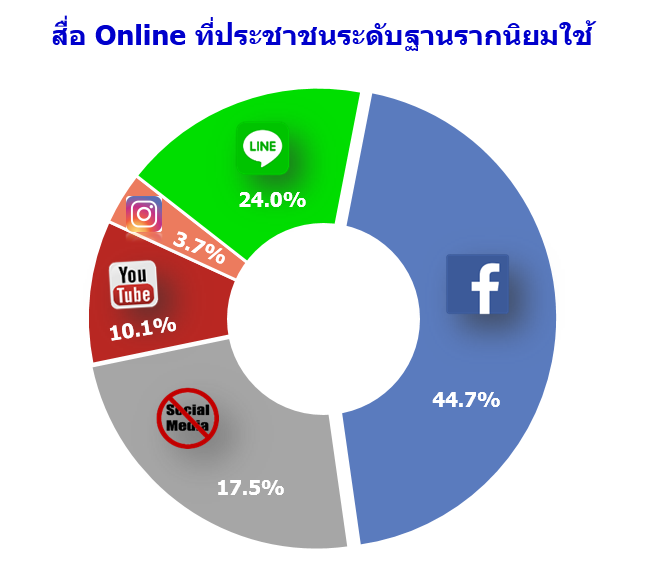 สื่อ Online ที่ประชาชนระดับฐานรากนิยมใช้
LINE
24.0%
3.7%
You
Tube
10.1%
f
44.7%
Social
Media
17.5%